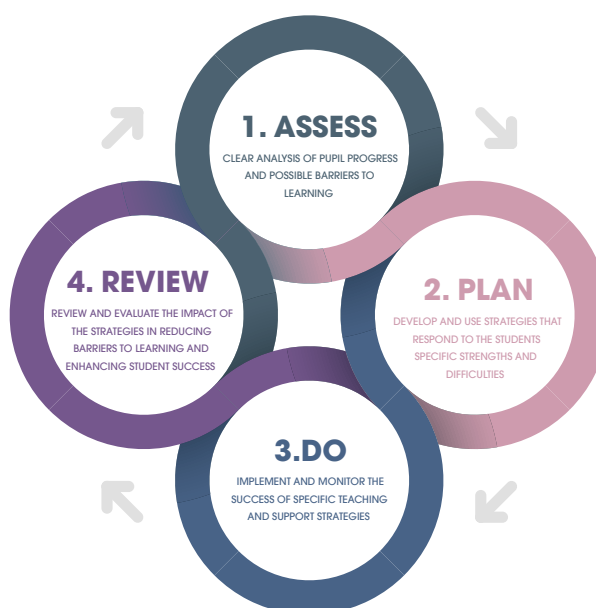 1. ASSESS
CLEAR ANALYSIS OF PUPIL PROGRESS
AND POSSIBLE BARRIERS TO
LEARNING
2. PLAN
DEVELOP AND USE STRATEGIES THAT
RESPOND TO THE STUDENTS
SPECIFIC STRENGTHS AND
DIFFICULTIES
3.DO
IMPLEMENT AND MONITOR THE
SUCCESS OF SPECIFIC TEACHING
AND SUPPORT STRATEGIES
4. REVIEW
REVIEW AND EVALUATE THE IMPACT OF
THE STRATEGIES IN REDUCING
BARRIERS TO LEARNING AND
ENHANCING STUDENT SUCCESS